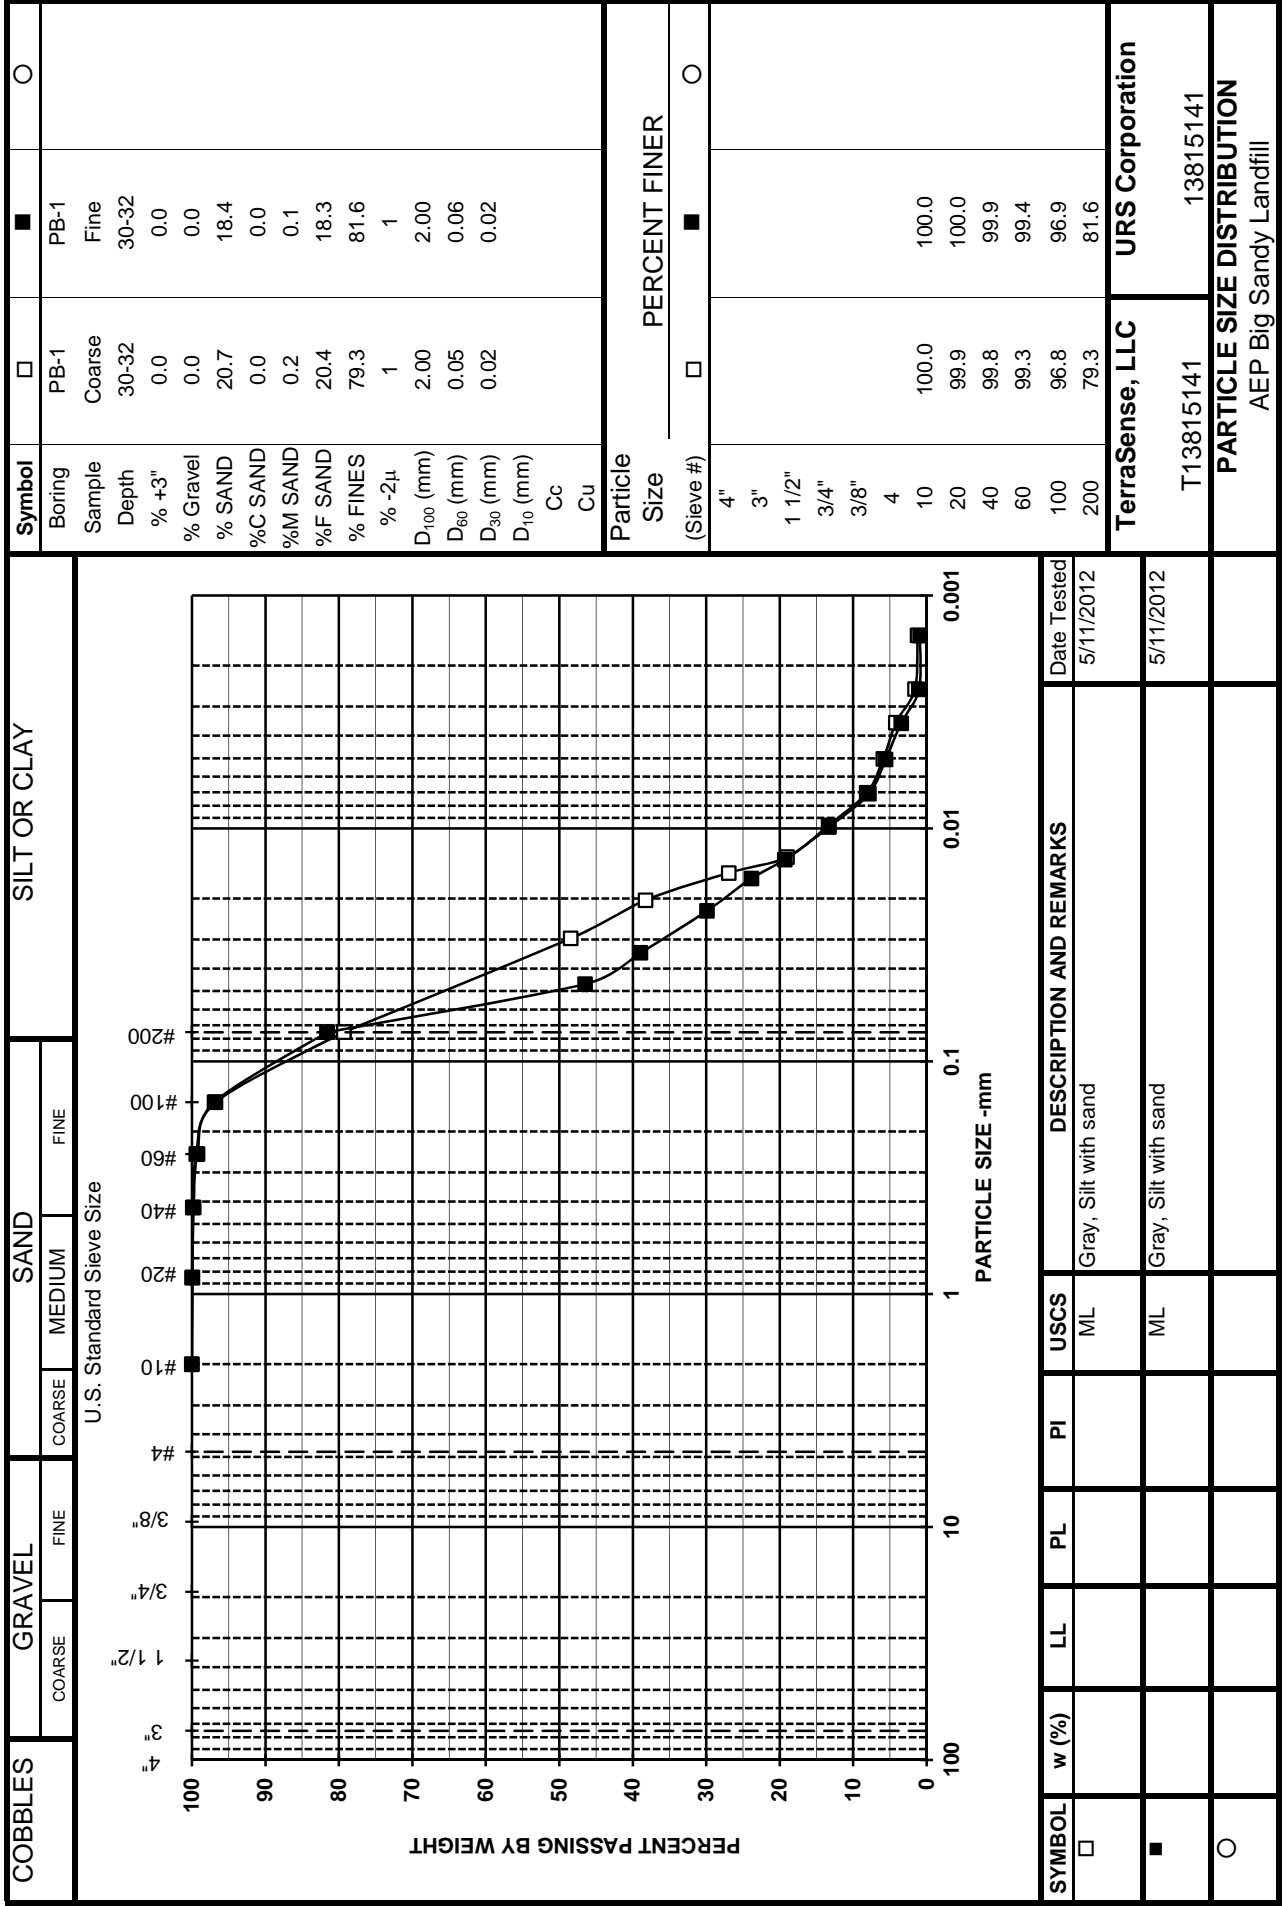 COBBLES GRAVEL SAND SILT OR CLAY
COARSE FINE COARSE MEDIUM FINE
U.S. Standard Sieve Size
4" 3" 1 1/2" 3/4" 3/8" #4 #10 #20 #40 #60 #100 #200
100
90
80
70
60
50
40
30
20
10
0
PERCENT PASSING BY WEIGHT
100 10 1 0.1 0.01 0.001
PARTICLE SIZE -mm
SYMBOL w (%) LL PL PI USCS DESCRIPTION AND REMARKS Date Tested
□ ML Gray, Silt with sand 5/11/2012
■ ML Gray, Silt with sand 5/11/2012
○
Symbol □ ■ ○
Boring PB-1 PB-1
Sample Coarse Fine
Depth 30-32 30-32
% +3" 0.0 0.0
% Gravel 0.0 0.0
% SAND 20.7 18.4
%C SAND 0.0 0.0
%M SAND 0.2 0.1
%F SAND 20.4 18.3
% FINES 79.3 81.6
% -2μ 1 1
D100 (mm) 2.00 2.00
D60 (mm) 0.05 0.06
D30 (mm) 0.02 0.02
D10 (mm)
Cc
Cu
Particle
Size PERCENT FINER
(Sieve #) □ ■ ○
4"
3"
1 1/2"
3/4"
3/8"
4
10 100.0 100.0
20 99.9 100.0
40 99.8 99.9
60 99.3 99.4
100 96.8 96.9
200 79.3 81.6
TerraSense, LLC URS Corporation
T13815141 13815141
PARTICLE SIZE DISTRIBUTION
AEP Big Sandy Landfill